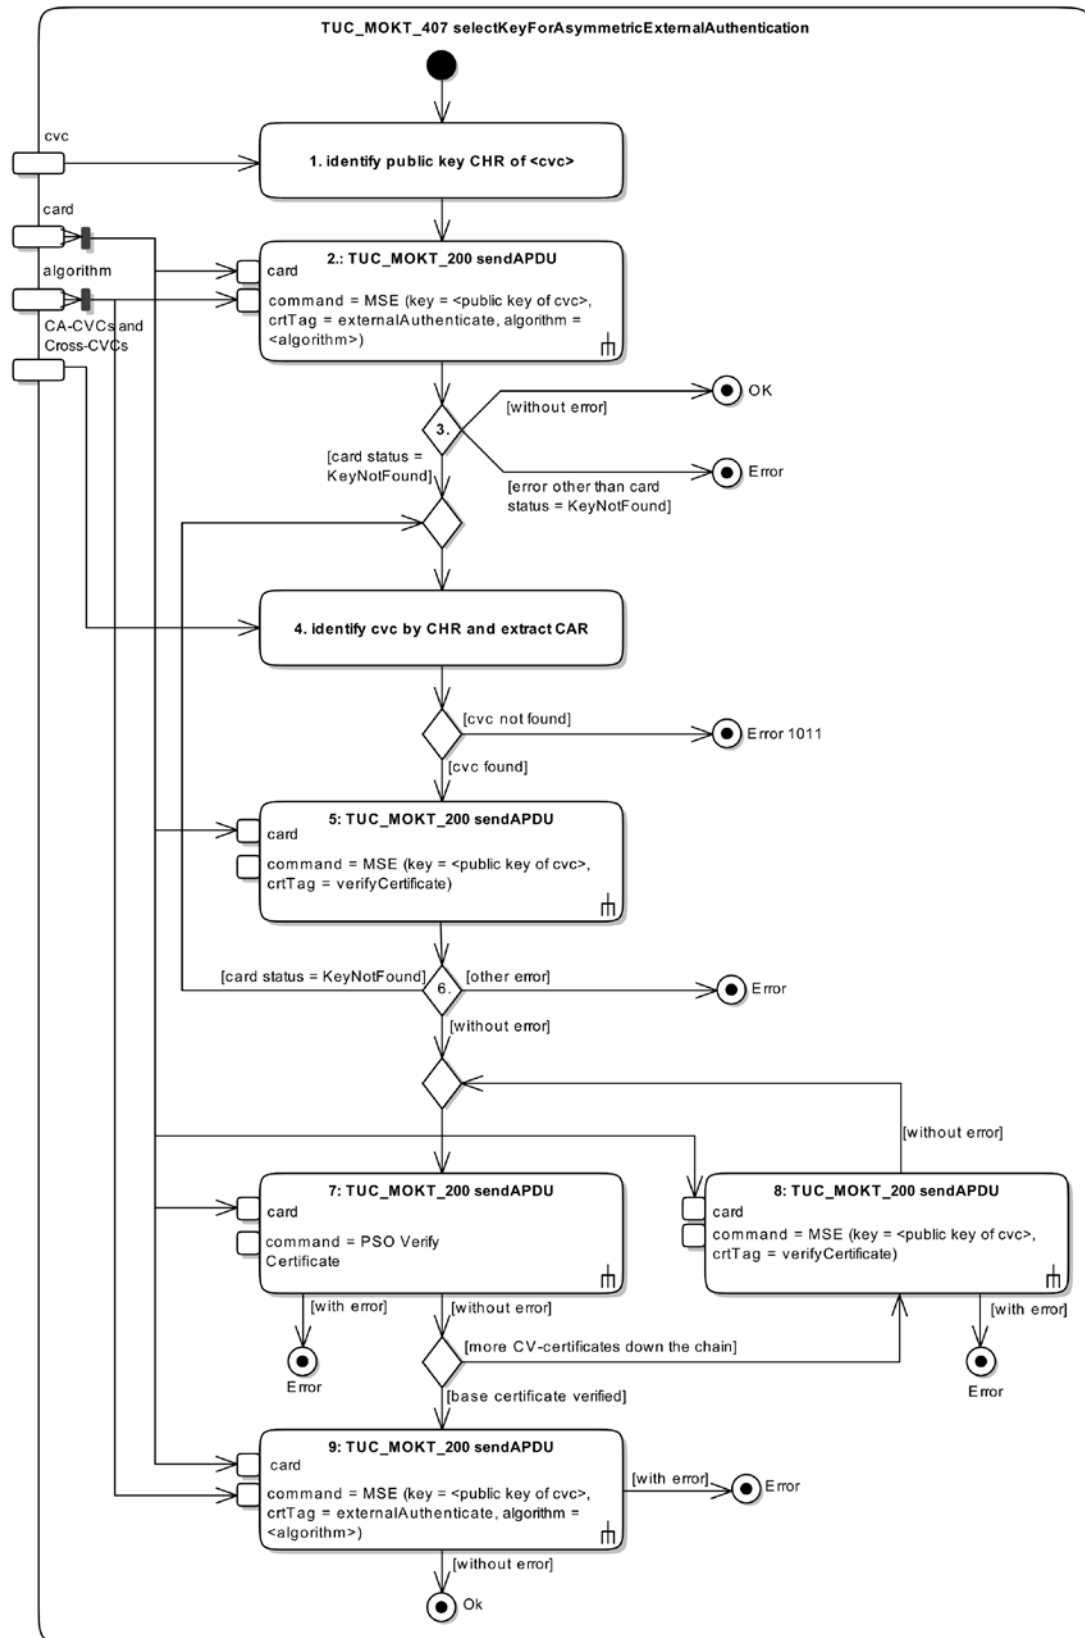 TUC_MOKT_407 selectKeyForAsymmetricExternalAuthentication
cvc
1. identify public key CHR of <cvc>
card
2.: TUC_MOKT_200 sendAPDU
card
algorithm
command = MSE (key = <public key of cvc>,
crtTag = externalAuthenticate, algorithm =
<algorithm>)
CA-CVCs and
Cross-CVCs
OK
[without error]
3.
[card status =
KeyNotFound]
Error
[error other than card
status = KeyNotFound]
4. identify cvc by CHR and extract CAR
[cvc not found]
Error 1011
[cvc found]
5: TUC_MOKT_200 sendAPDU
card
command = MSE (key = <public key of cvc>,
crtTag = verifyCertificate)
[card status = KeyNotFound]
6.
[other error]
Error
[without error]
[without error]
7: TUC_MOKT_200 sendAPDU
card
command = PSO Verify
Certificate
8: TUC_MOKT_200 sendAPDU
card
command = MSE (key = <public key of cvc>,
crtTag = verifyCertificate)
[with error]
[without error]
[with error]
[more CV-certificates down the chain]
Error
Error
[base certificate verified]
9: TUC_MOKT_200 sendAPDU
card
command = MSE (key = <public key of cvc>,
crtTag = externalAuthenticate, algorithm =
<algorithm>)
[with error]
Error
[without error]
Ok